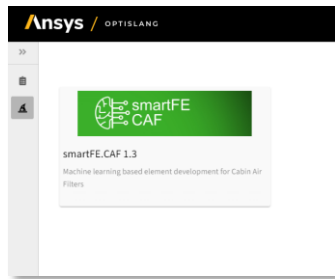 Ansys / OPTISLANG
smartFE
CAF
smartFE.CAF 1.3
Machine learning based element development for Cabin Air
Filters